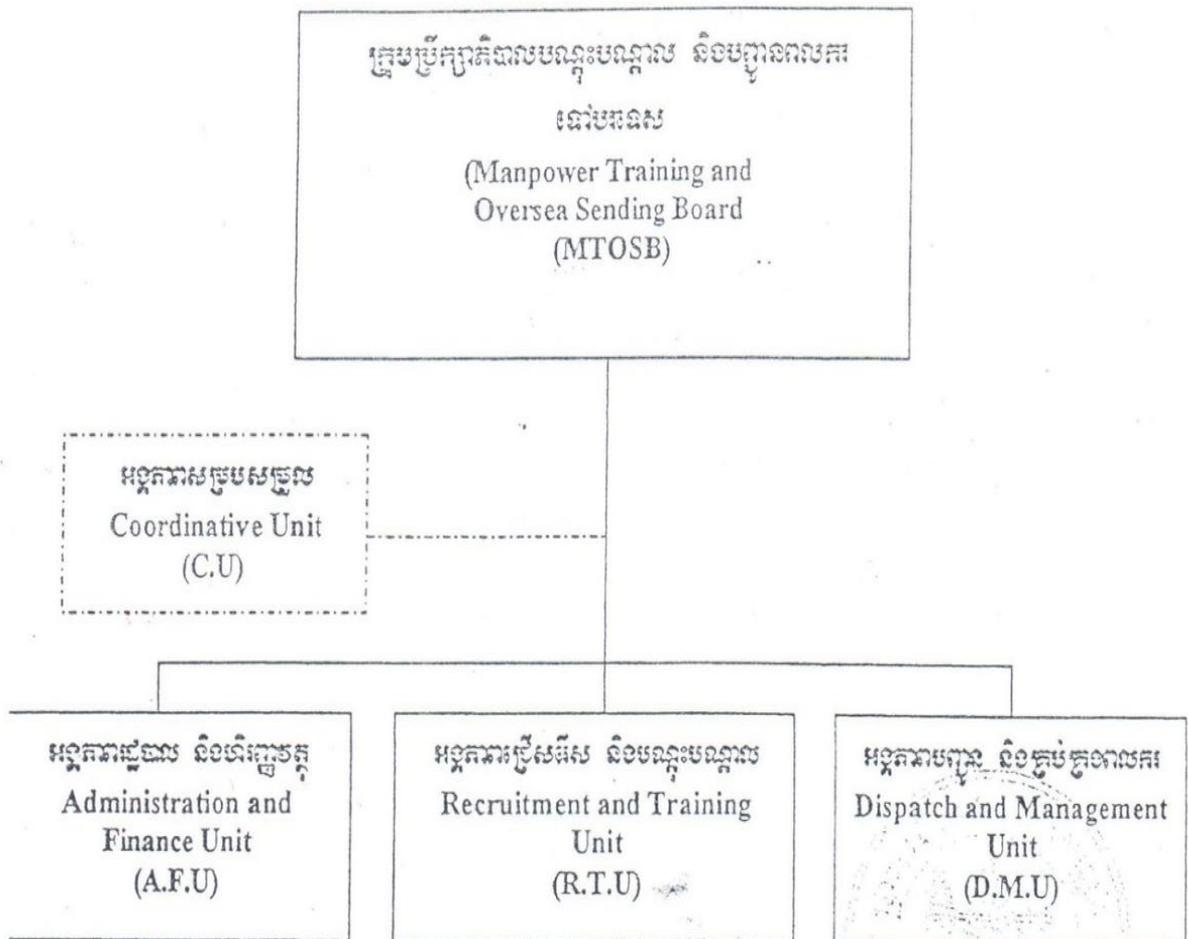 ក្រុមប្រឹក្សាភិបាលបណ្តុះបណ្តាល និងបញ្ជូនពលករ
ទៅបរទេស
(Manpower Training and
Oversea Sending Board
(MTOSB)
អង្គភាពសម្របសម្រួល
Coordinative Unit
(C.U)
អង្គភាពរដ្ឋបាល និងហិរញ្ញវត្ថុ
Administration and
Finance Unit
(A.F.U)
អង្គភាពជ្រើសរើស និងបណ្តុះបណ្តាល
Recruitment and Training
Unit
(R.T.U)
អង្គភាពបញ្ជូន និងគ្រប់គ្រងពលករ
Dispatch and Management
Unit
(D.M.U)